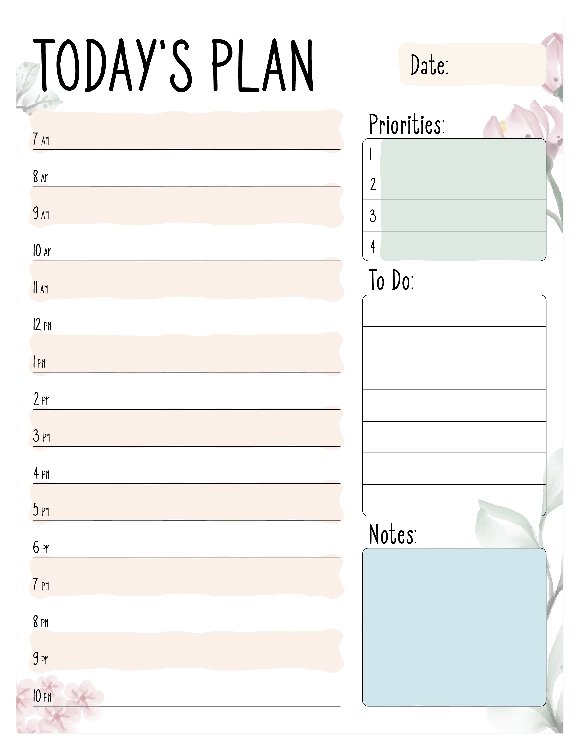 TODAY'S PLAN
Date:
7 AM
8 AM
9 AM
10 AM
11 AM
12 PM
1 PM
2 PM
3 PM
4 PM
5 PM
6 PM
7 PM
8 PM
9 PM
10 PM
Priorities:
1
2
3
4
To Do:
Notes: